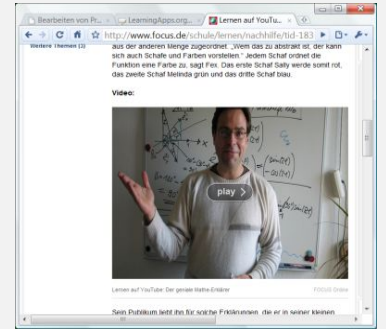 Bearbeiten von Pr...
LearningApps.org...
Lernen auf YouTu...
http://www.focus.de/schule/lernen/nachhilfe/tid-183
Weitere Themen (3)
aus der anderen Menge zugeordnet. „Wem das zu abstrakt ist, der kann
sich auch Schafe und Farben vorstellen.“ Jedem Schaf ordnet die
Funktion eine Farbe zu, sagt Fex. Das erste Schaf Sally werde somit rot,
das zweite Schaf Melinda grün und das dritte Schaf blau.
Video:
play
Lernen auf YouTube: Der geniale Mathe-Erklärer
FOCUS Online
Sein Publikum liebt ihn für solche Erklärungen, die er in seiner kleinen